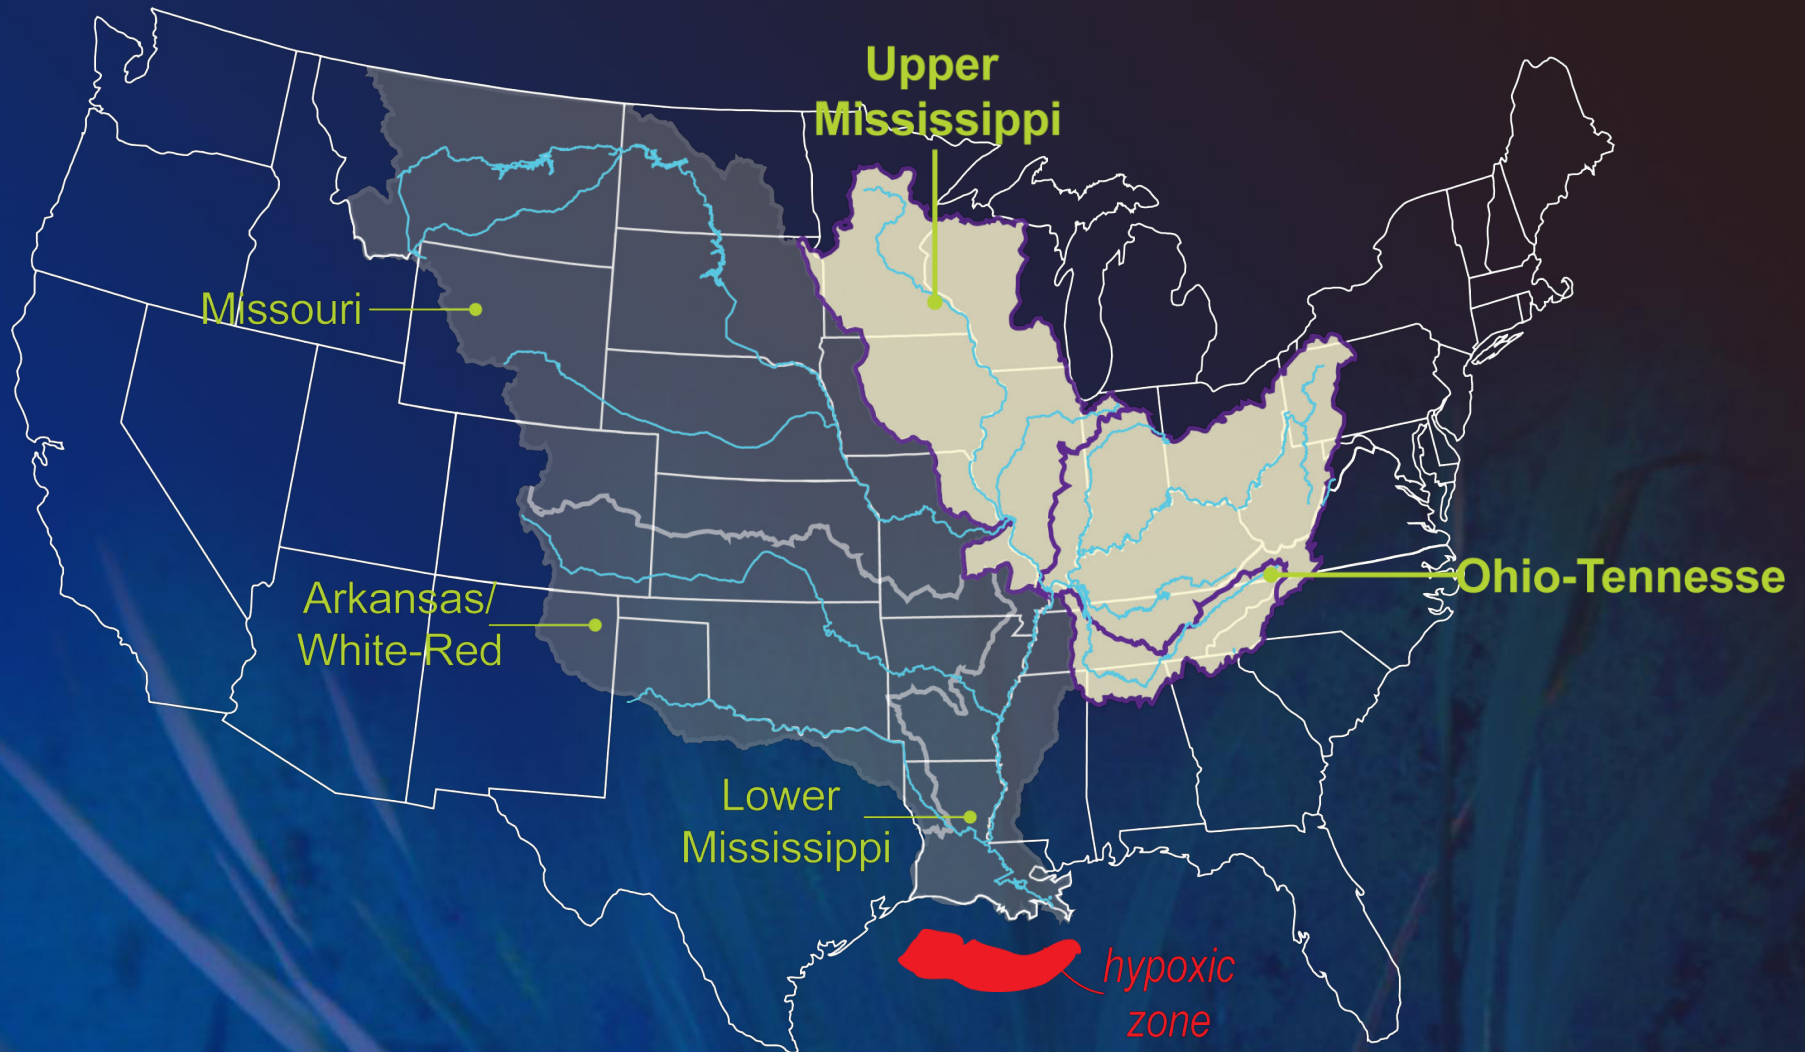 Upper
Mississippi
Missouri
Ohio-Tennesse
Arkansas/
White-Red
Lower
Mississippi
hypoxic
zone